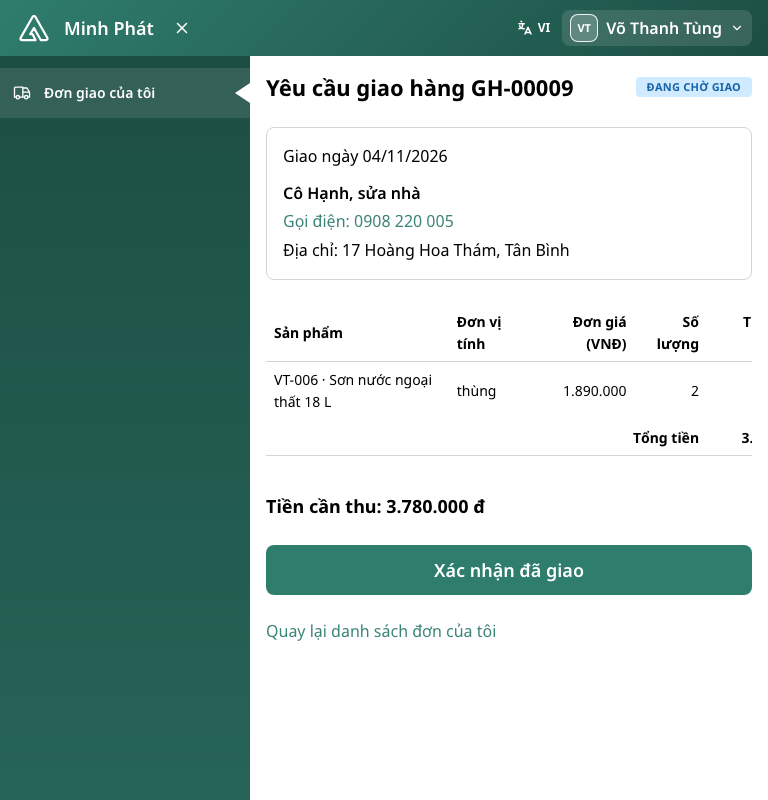 Minh Phát
VI
VT
Võ Thanh Tùng
Đơn giao của tôi
Yêu cầu giao hàng GH-00009
ĐANG CHỜ GIAO
Giao ngày 04/11/2026
Cô Hạnh, sửa nhà
Gọi điện: 0908 220 005
Địa chỉ: 17 Hoàng Hoa Thám, Tân Bình
Sản phẩm
Đơn vị
tính
Đơn giá
(VNĐ)
Số
lượng
T
VT-006 · Sơn nước ngoại
thất 18 L
thùng
1.890.000
2
Tổng tiền
3.
Tiền cần thu: 3.780.000 đ
Xác nhận đã giao
Quay lại danh sách đơn của tôi